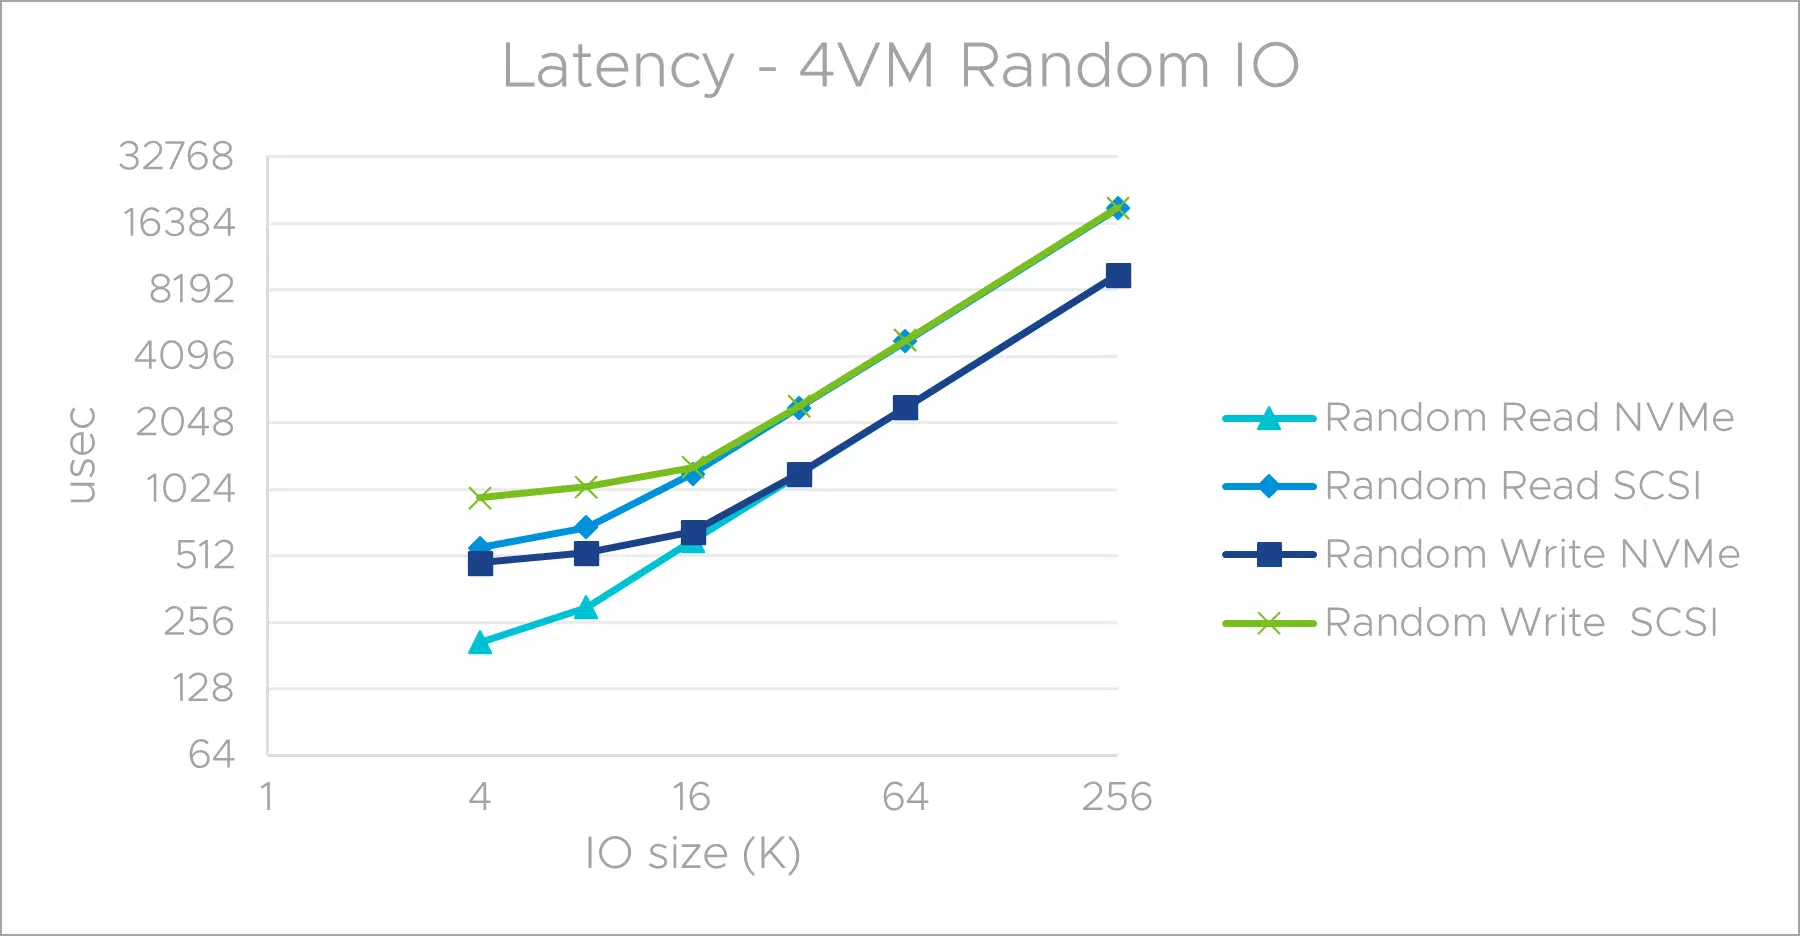 Latency - 4VM Random IO
32768
16384
8192
4096
2048
1024
512
256
128
64
usec
1 4 16 64 256
IO size (K)
Random Read NVMe
Random Read SCSI
Random Write NVMe
Random Write  SCSI